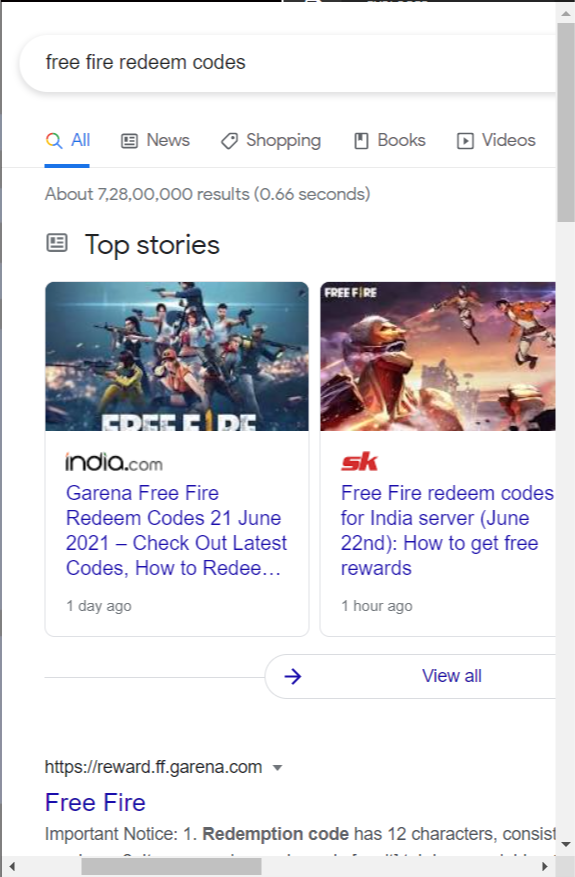 free fire redeem codes
All News Shopping Books Videos
About 7,28,00,000 results (0.66 seconds)
Top stories
FREE FIRE
FREE FIRE
india.com
sk
Garena Free Fire
Redeem Codes 21 June
2021 – Check Out Latest
Codes, How to Redee…
1 day ago
Free Fire redeem codes
for India server (June
22nd): How to get free
rewards
1 hour ago
View all
https://reward.ff.garena.com
Free Fire
Important Notice: 1. Redemption code has 12 characters, consist